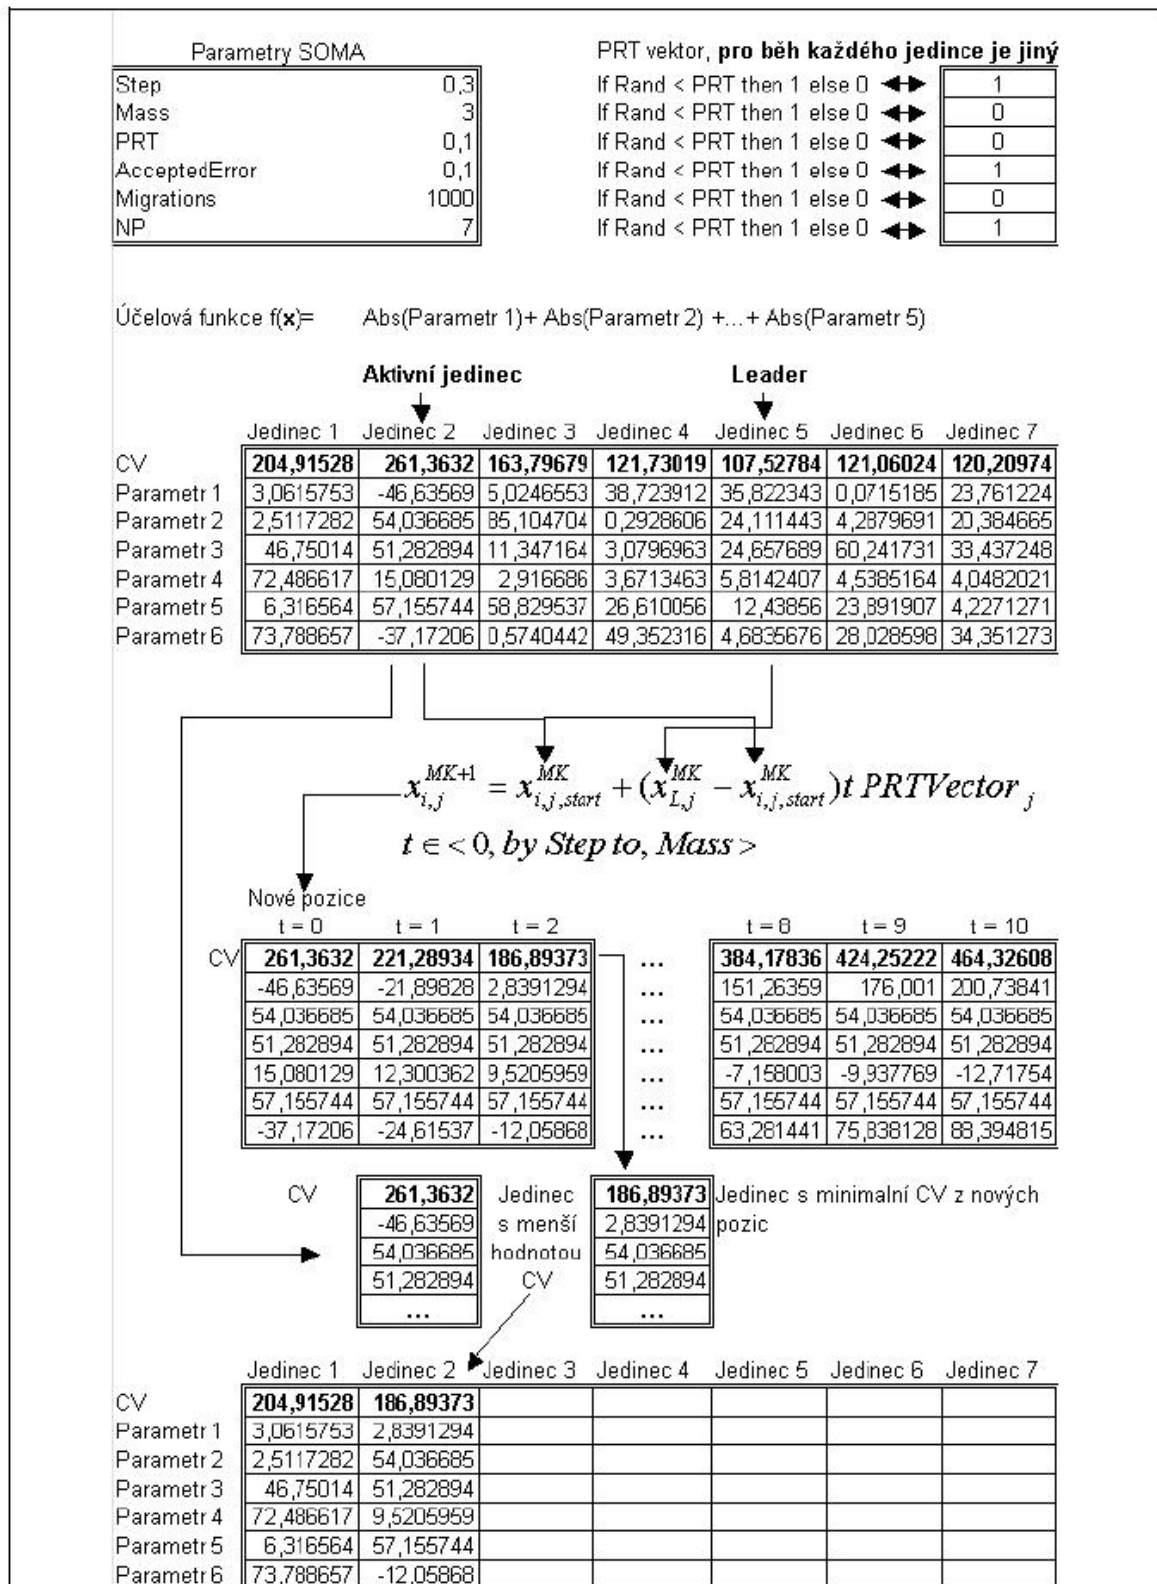 Parametry SOMA
PRT vektor, pro běh každého jedince je jiný
Step 0,3
If Rand < PRT then 1 else 0 1
Mass 3
If Rand < PRT then 1 else 0 0
PRT 0,1
If Rand < PRT then 1 else 0 0
AcceptedError 0,1
If Rand < PRT then 1 else 0 1
Migrations 1000
If Rand < PRT then 1 else 0 0
NP 7
If Rand < PRT then 1 else 0 1
Účelová funkce f(x)= Abs(Parametr 1)+ Abs(Parametr 2) +...+ Abs(Parametr 5)
Aktivní jedinec Leader
Jedinec 1 Jedinec 2 Jedinec 3 Jedinec 4 Jedinec 5 Jedinec 6 Jedinec 7
CV 204,91528 261,3632 163,79679 121,73019 107,52784 121,06024 120,20974
Parametr 1 3,0615753 -46,63569 5,0246553 38,723912 35,822343 0,0715185 23,761224
Parametr 2 2,5117282 54,036685 85,104704 0,2928606 24,111443 4,2879691 20,384665
Parametr 3 46,75014 51,282894 11,347164 3,0796963 24,657689 60,241731 33,437248
Parametr 4 72,486617 15,080129 2,916686 3,6713463 5,8142407 4,5385164 4,0482021
Parametr 5 6,316564 57,155744 58,829537 26,610056 12,43856 23,891907 4,2271271
Parametr 6 73,788657 -37,17206 0,5740442 49,352316 4,6835676 28,028598 34,351273
x_{i,j}^{MK+1} = x_{i,j,start}^{MK} + (x_{L,j}^{MK} − x_{i,j,start}^{MK})t PRTVector_j
t ∈ < 0, by Step to, Mass >
Nové pozice
t = 0 t = 1 t = 2 t = 8 t = 9 t = 10
CV 261,3632 221,28934 186,89373 ... 384,17836 424,25222 464,32608
-46,63569 -21,89828 2,8391294 ... 151,26359 176,001 200,73841
54,036685 54,036685 54,036685 ... 54,036685 54,036685 54,036685
51,282894 51,282894 51,282894 ... 51,282894 51,282894 51,282894
15,080129 12,300362 9,5205959 ... -7,158003 -9,937769 -12,71754
57,155744 57,155744 57,155744 ... 57,155744 57,155744 57,155744
-37,17206 -24,61537 -12,05868 ... 63,281441 75,838128 88,394815
CV 261,3632 Jedinec 186,89373 Jedinec s minimalní CV z nových
-46,63569 s menší 2,8391294 pozic
54,036685 hodnotou 54,036685
51,282894 CV 51,282894
... ...
Jedinec 1 Jedinec 2 Jedinec 3 Jedinec 4 Jedinec 5 Jedinec 6 Jedinec 7
CV 204,91528 186,89373
Parametr 1 3,0615753 2,8391294
Parametr 2 2,5117282 54,036685
Parametr 3 46,75014 51,282894
Parametr 4 72,486617 9,5205959
Parametr 5 6,316564 57,155744
Parametr 6 73,788657 -12,05868